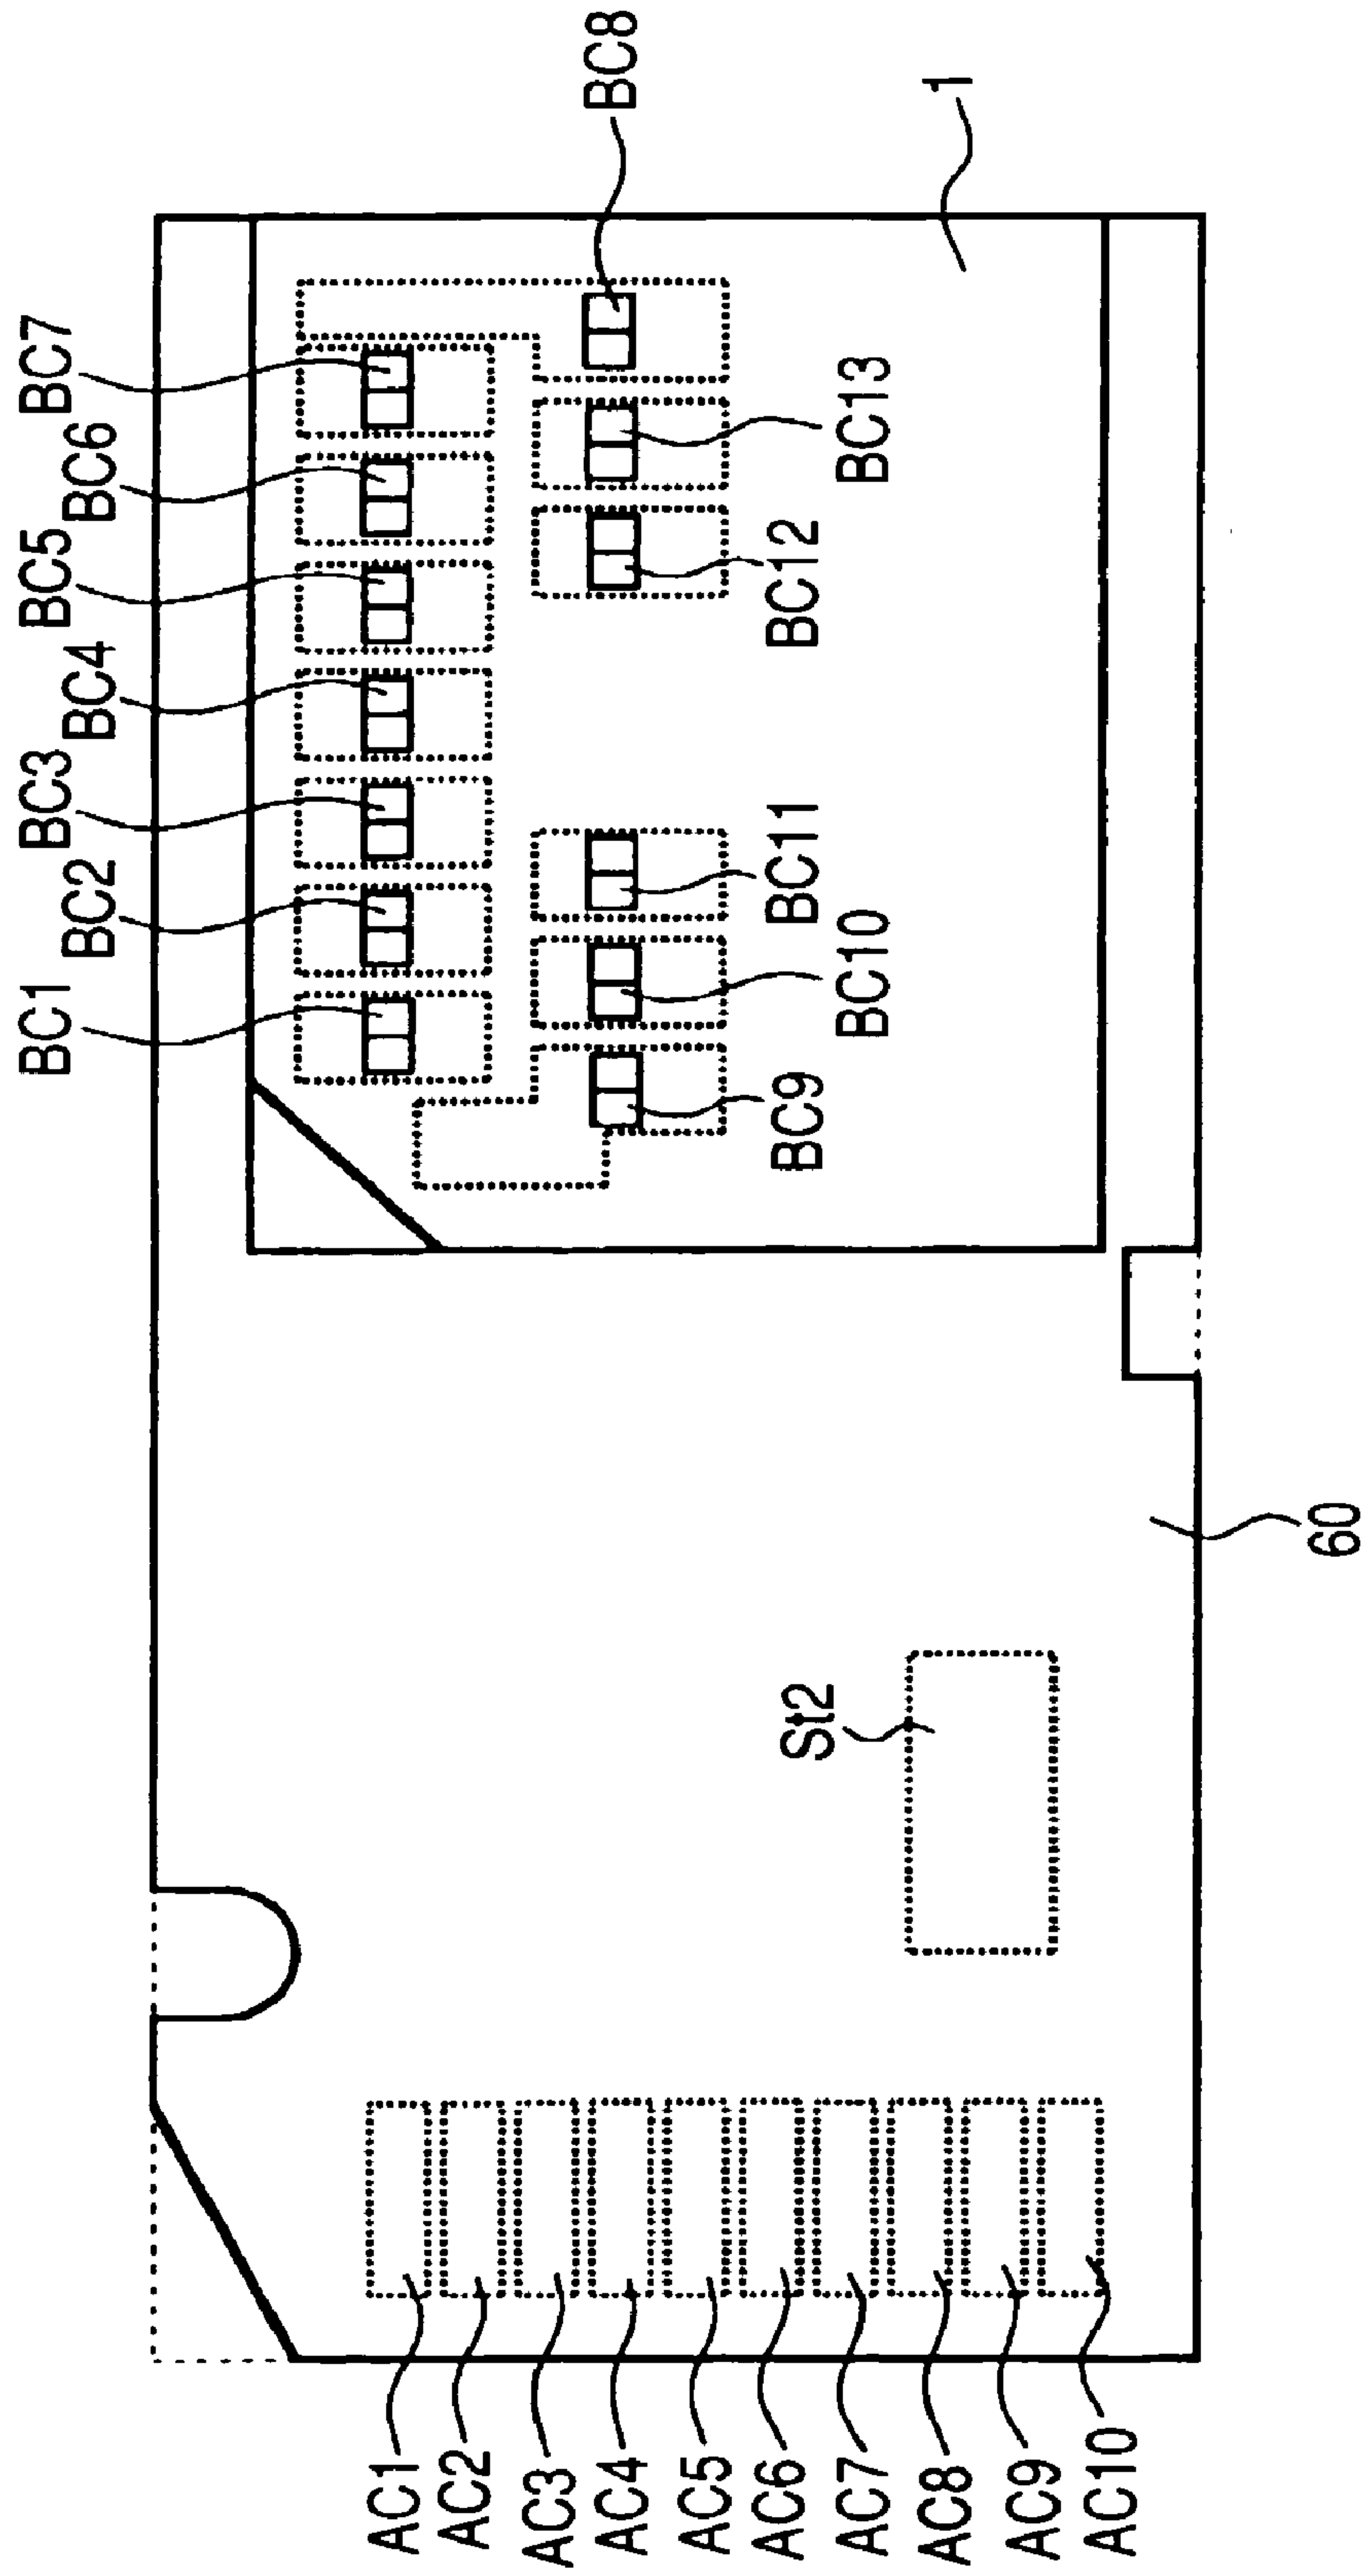 BC8
1
BC7
BC6
BC5
BC4
BC3
BC2
BC1
BC13
BC12
BC11
BC10
BC9
60
St2
AC1
AC2
AC3
AC4
AC5
AC6
AC7
AC8
AC9
AC10